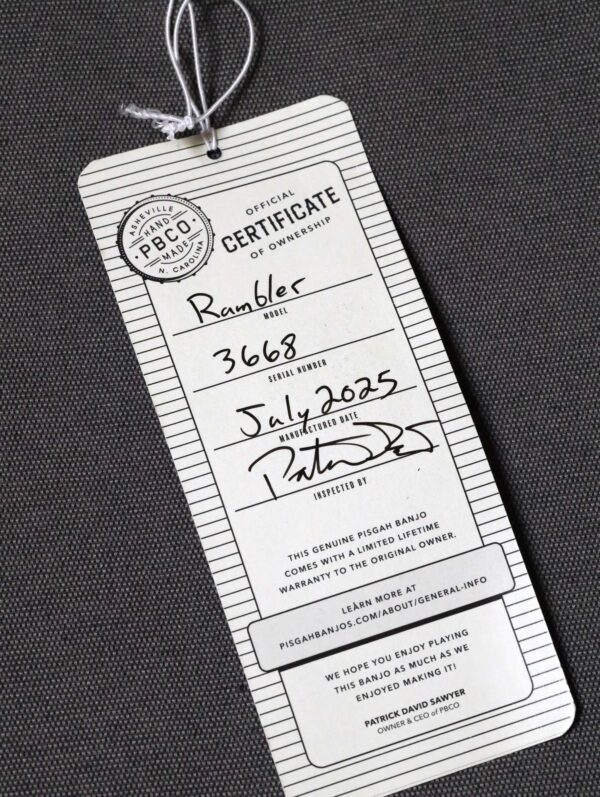 ASHEVILLE
HAND
PBCO
MADE
N. CAROLINA
OFFICIAL
CERTIFICATE
OF OWNERSHIP
Rambler
MODEL
3668
SERIAL NUMBER
July 2025
MANUFACTURED DATE
INSPECTED BY
THIS GENUINE PISGAH BANJO
COMES WITH A LIMITED LIFETIME
WARRANTY TO THE ORIGINAL OWNER.
LEARN MORE AT
PISGAHBANJOS.COM/ABOUT/GENERAL-INFO
WE HOPE YOU ENJOY PLAYING
THIS BANJO AS MUCH AS WE
ENJOYED MAKING IT!
PATRICK DAVID SAWYER
OWNER & CEO of PBCO